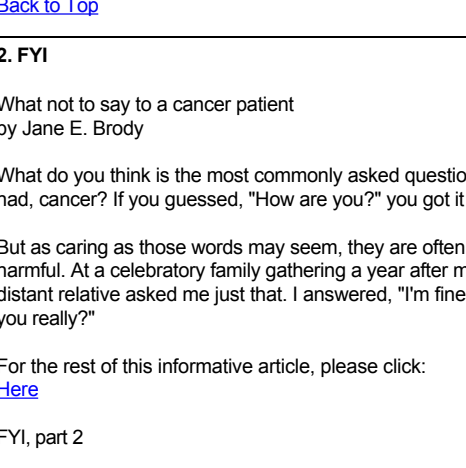 Back to Top
2. FYI
What not to say to a cancer patient
by Jane E. Brody
What do you think is the most commonly asked questio
had, cancer? If you guessed, "How are you?" you got it
But as caring as those words may seem, they are often
harmful. At a celebratory family gathering a year after m
distant relative asked me just that. I answered, "I'm fine
you really?"
For the rest of this informative article, please click:
Here
FYI, part 2